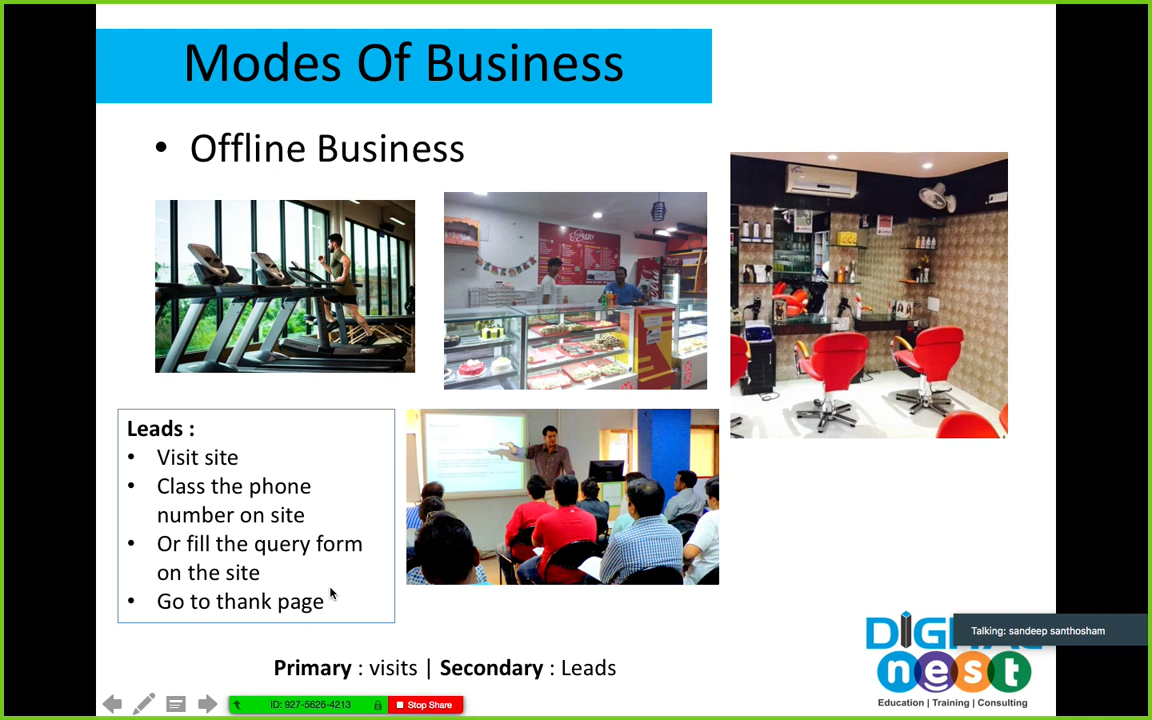 Modes Of Business
• Offline Business
Leads :
• Visit site
• Class the phone
number on site
• Or fill the query form
on the site
• Go to thank page
Primary : visits | Secondary : Leads
Talking: sandeep santhosham
nest
Education | Training | Consulting
ID: 927-5626-4213
Stop Share